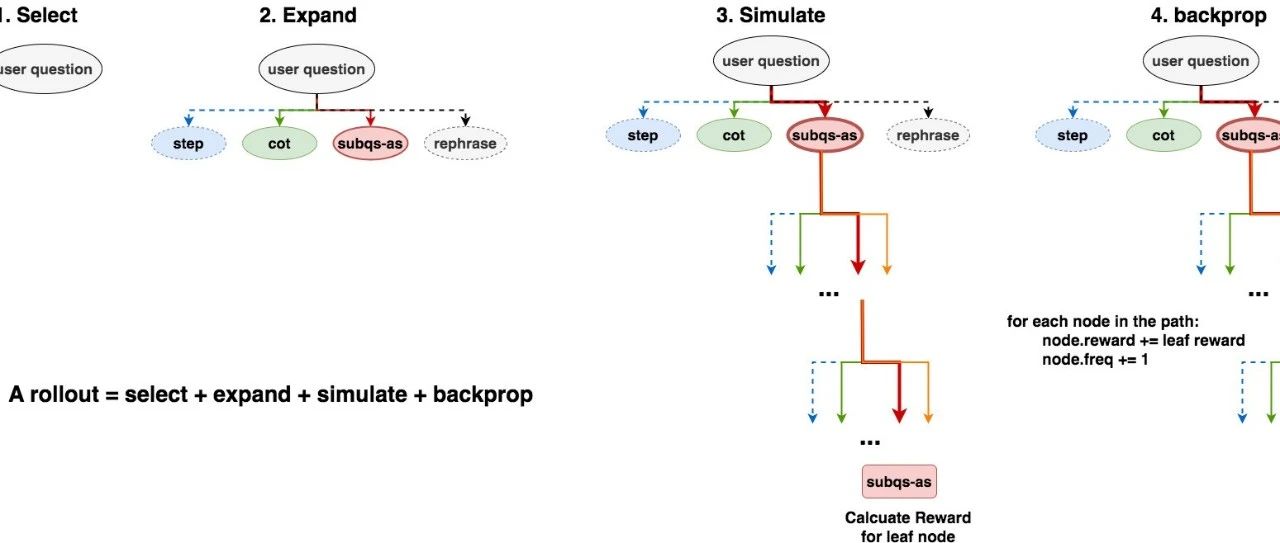 1. Select
user question
2. Expand
user question
step
cot
subqs-as
rephrase
A rollout = select + expand + simulate + backprop
3. Simulate
user question
step
cot
subqs-as
rephrase
...
...
subqs-as
Calcuate Reward
for leaf node
4. backprop
user question
step
cot
subqs-as
...
for each node in the path:
node.reward += leaf reward
node.freq += 1